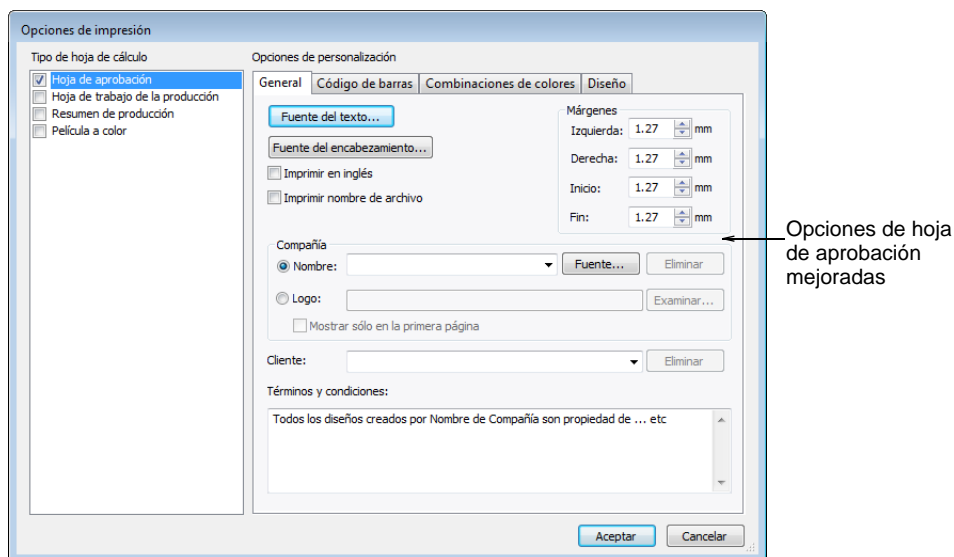 Opciones de impresión
Tipo de hoja de cálculo
Hoja de aprobación
Hoja de trabajo de la producción
Resumen de producción
Película a color
Opciones de personalización
General Código de barras Combinaciones de colores Diseño
Fuente del texto...
Fuente del encabezamiento...
Imprimir en inglés
Imprimir nombre de archivo
Márgenes
Izquierda: 1.27 mm
Derecha: 1.27 mm
Inicio: 1.27 mm
Fin: 1.27 mm
Compañía
Nombre: Fuente... Eliminar
Logo: Examinar...
Mostrar sólo en la primera página
Cliente: Eliminar
Términos y condiciones:
Todos los diseños creados por Nombre de Compañía son propiedad de ... etc
Aceptar Cancelar
Opciones de hoja
de aprobación
mejoradas